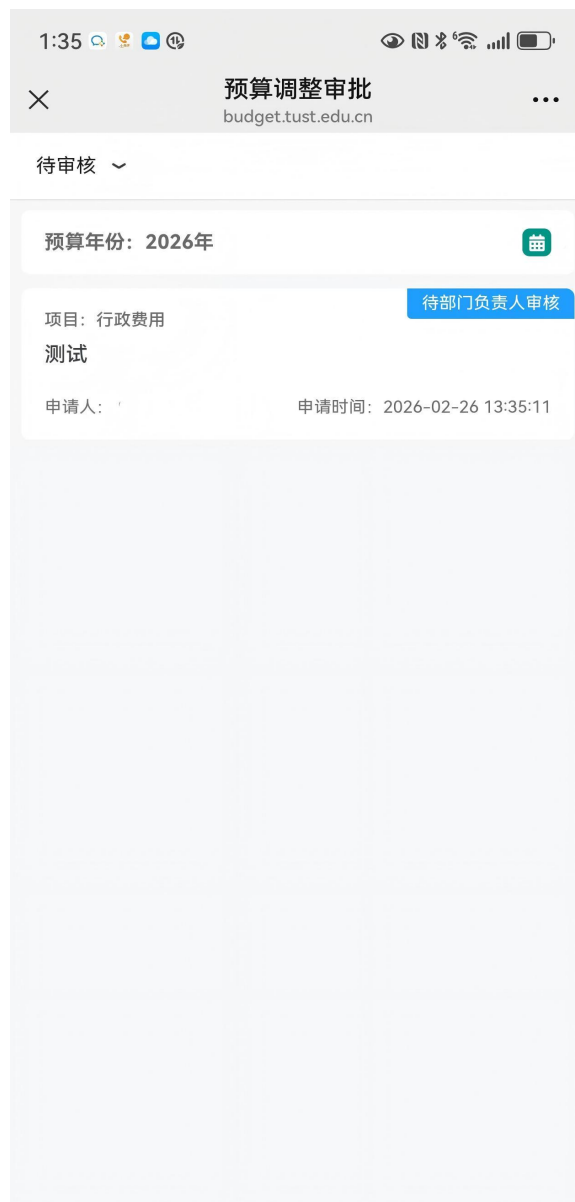 1:35
预算调整审批
budget.tust.edu.cn
待审核
预算年份：2026年
待部门负责人审核
项目：行政费用
测试
申请人：
申请时间：2026-02-26 13:35:11